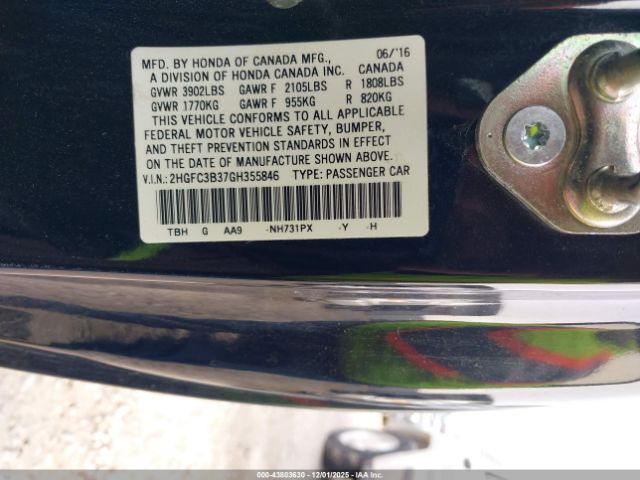 MFD. BY HONDA OF CANADA MFG., 06/'16
A DIVISION OF HONDA CANADA INC. CANADA
GVWR 3902LBS GAWR F 2105LBS R 1808LBS
GVWR 1770KG GAWR F 955KG R 820KG
THIS VEHICLE CONFORMS TO ALL APPLICABLE
FEDERAL MOTOR VEHICLE SAFETY, BUMPER,
AND THEFT PREVENTION STANDARDS IN EFFECT
ON THE DATE OF MANUFACTURE SHOWN ABOVE.
V.I.N.: 2HGFC3B37GH355846 TYPE: PASSENGER CAR
TBH G AA9 -NH731PX -Y -H
000-43803630 - 12/01/2025 - IAA Inc.